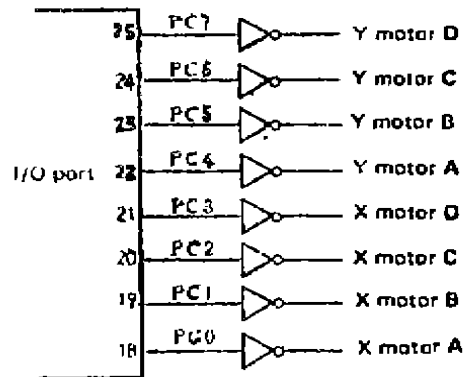 25 PC7 Y motor D
24 PC6 Y motor C
23 PC5 Y motor B
I/O port 22 PC4 Y motor A
21 PC3 X motor D
20 PC2 X motor C
19 PC1 X motor B
18 PC0 X motor A